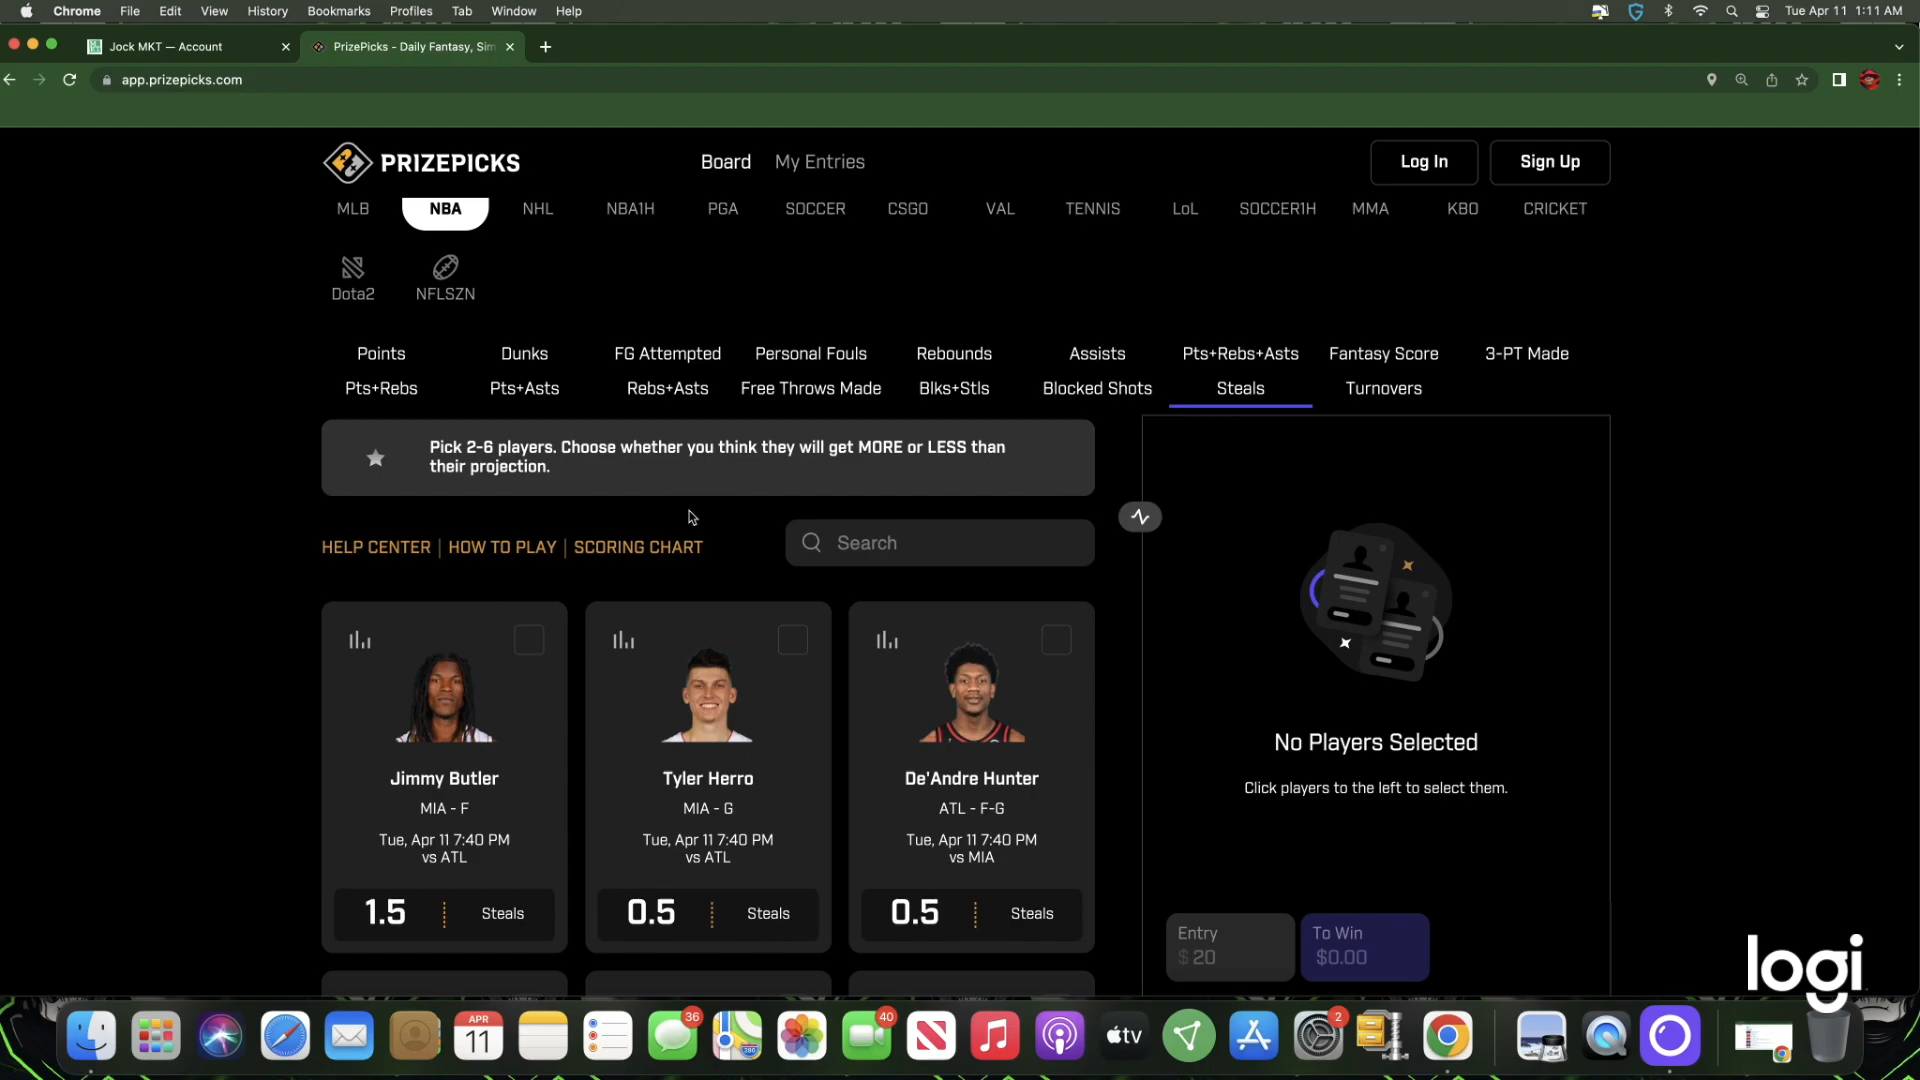 Chrome File Edit View History Bookmarks Profiles Tab Window Help Tue Apr 11 1:11 AM
Jock MKT — Account PrizePicks - Daily Fantasy, Sim
app.prizepicks.com
PRIZEPICKS Board My Entries Log In Sign Up
MLB NBA NHL NBA1H PGA SOCCER CSGO VAL TENNIS LoL SOCCER1H MMA KBO CRICKET
Dota2 NFLSZN
Points Dunks FG Attempted Personal Fouls Rebounds Assists Pts+Rebs+Asts Fantasy Score 3-PT Made
Pts+Rebs Pts+Asts Rebs+Asts Free Throws Made Blks+Stls Blocked Shots Steals Turnovers
Pick 2-6 players. Choose whether you think they will get MORE or LESS than
their projection.
HELP CENTER | HOW TO PLAY | SCORING CHART Search
Jimmy Butler
MIA - F
Tue, Apr 11 7:40 PM
vs ATL
1.5 Steals
Tyler Herro
MIA - G
Tue, Apr 11 7:40 PM
vs ATL
0.5 Steals
De'Andre Hunter
ATL - F-G
Tue, Apr 11 7:40 PM
vs MIA
0.5 Steals
No Players Selected
Click players to the left to select them.
Entry
$ 20
To Win
$0.00
logi
APR
11
36
40
tv
2